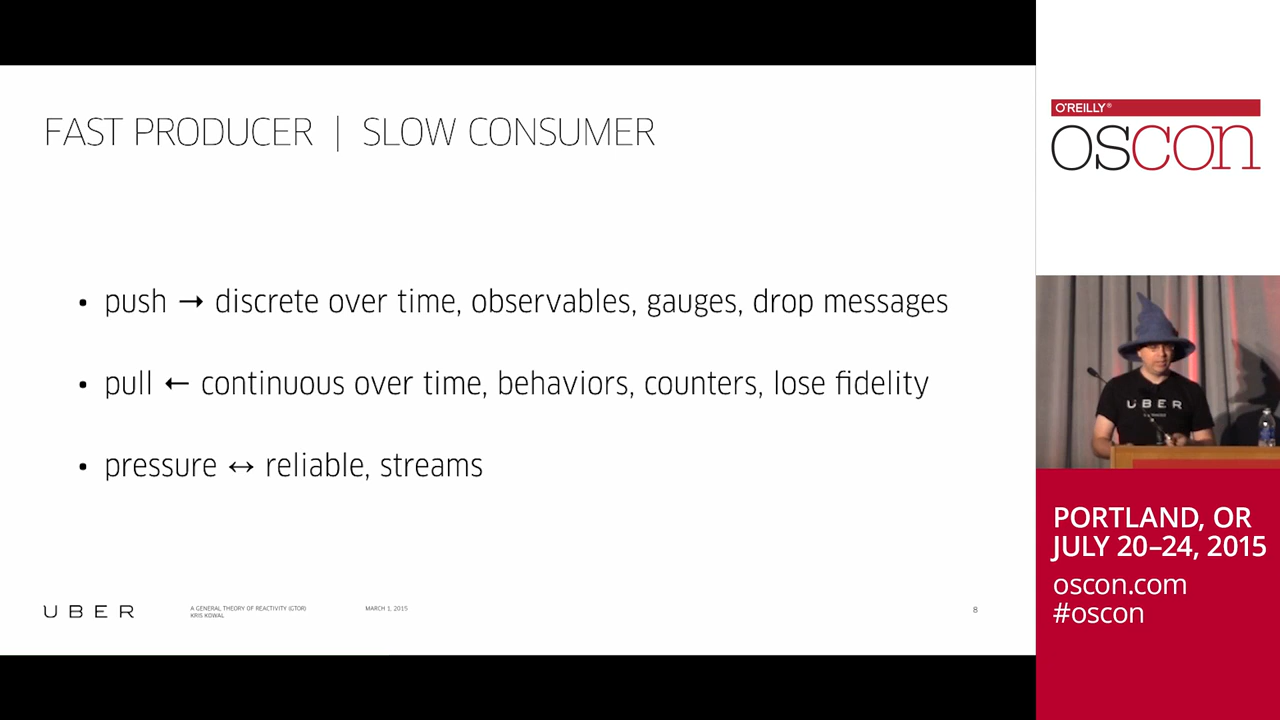 FAST PRODUCER | SLOW CONSUMER
• push → discrete over time, observables, gauges, drop messages
• pull ← continuous over time, behaviors, counters, lose fidelity
• pressure ↔ reliable, streams
UBER
A GENERAL THEORY OF REACTIVITY (GTOR)
KRIS KOWAL
MARCH 1, 2015
8
O'REILLY®
oscon
UBER
PORTLAND, OR
JULY 20–24, 2015
oscon.com
#oscon